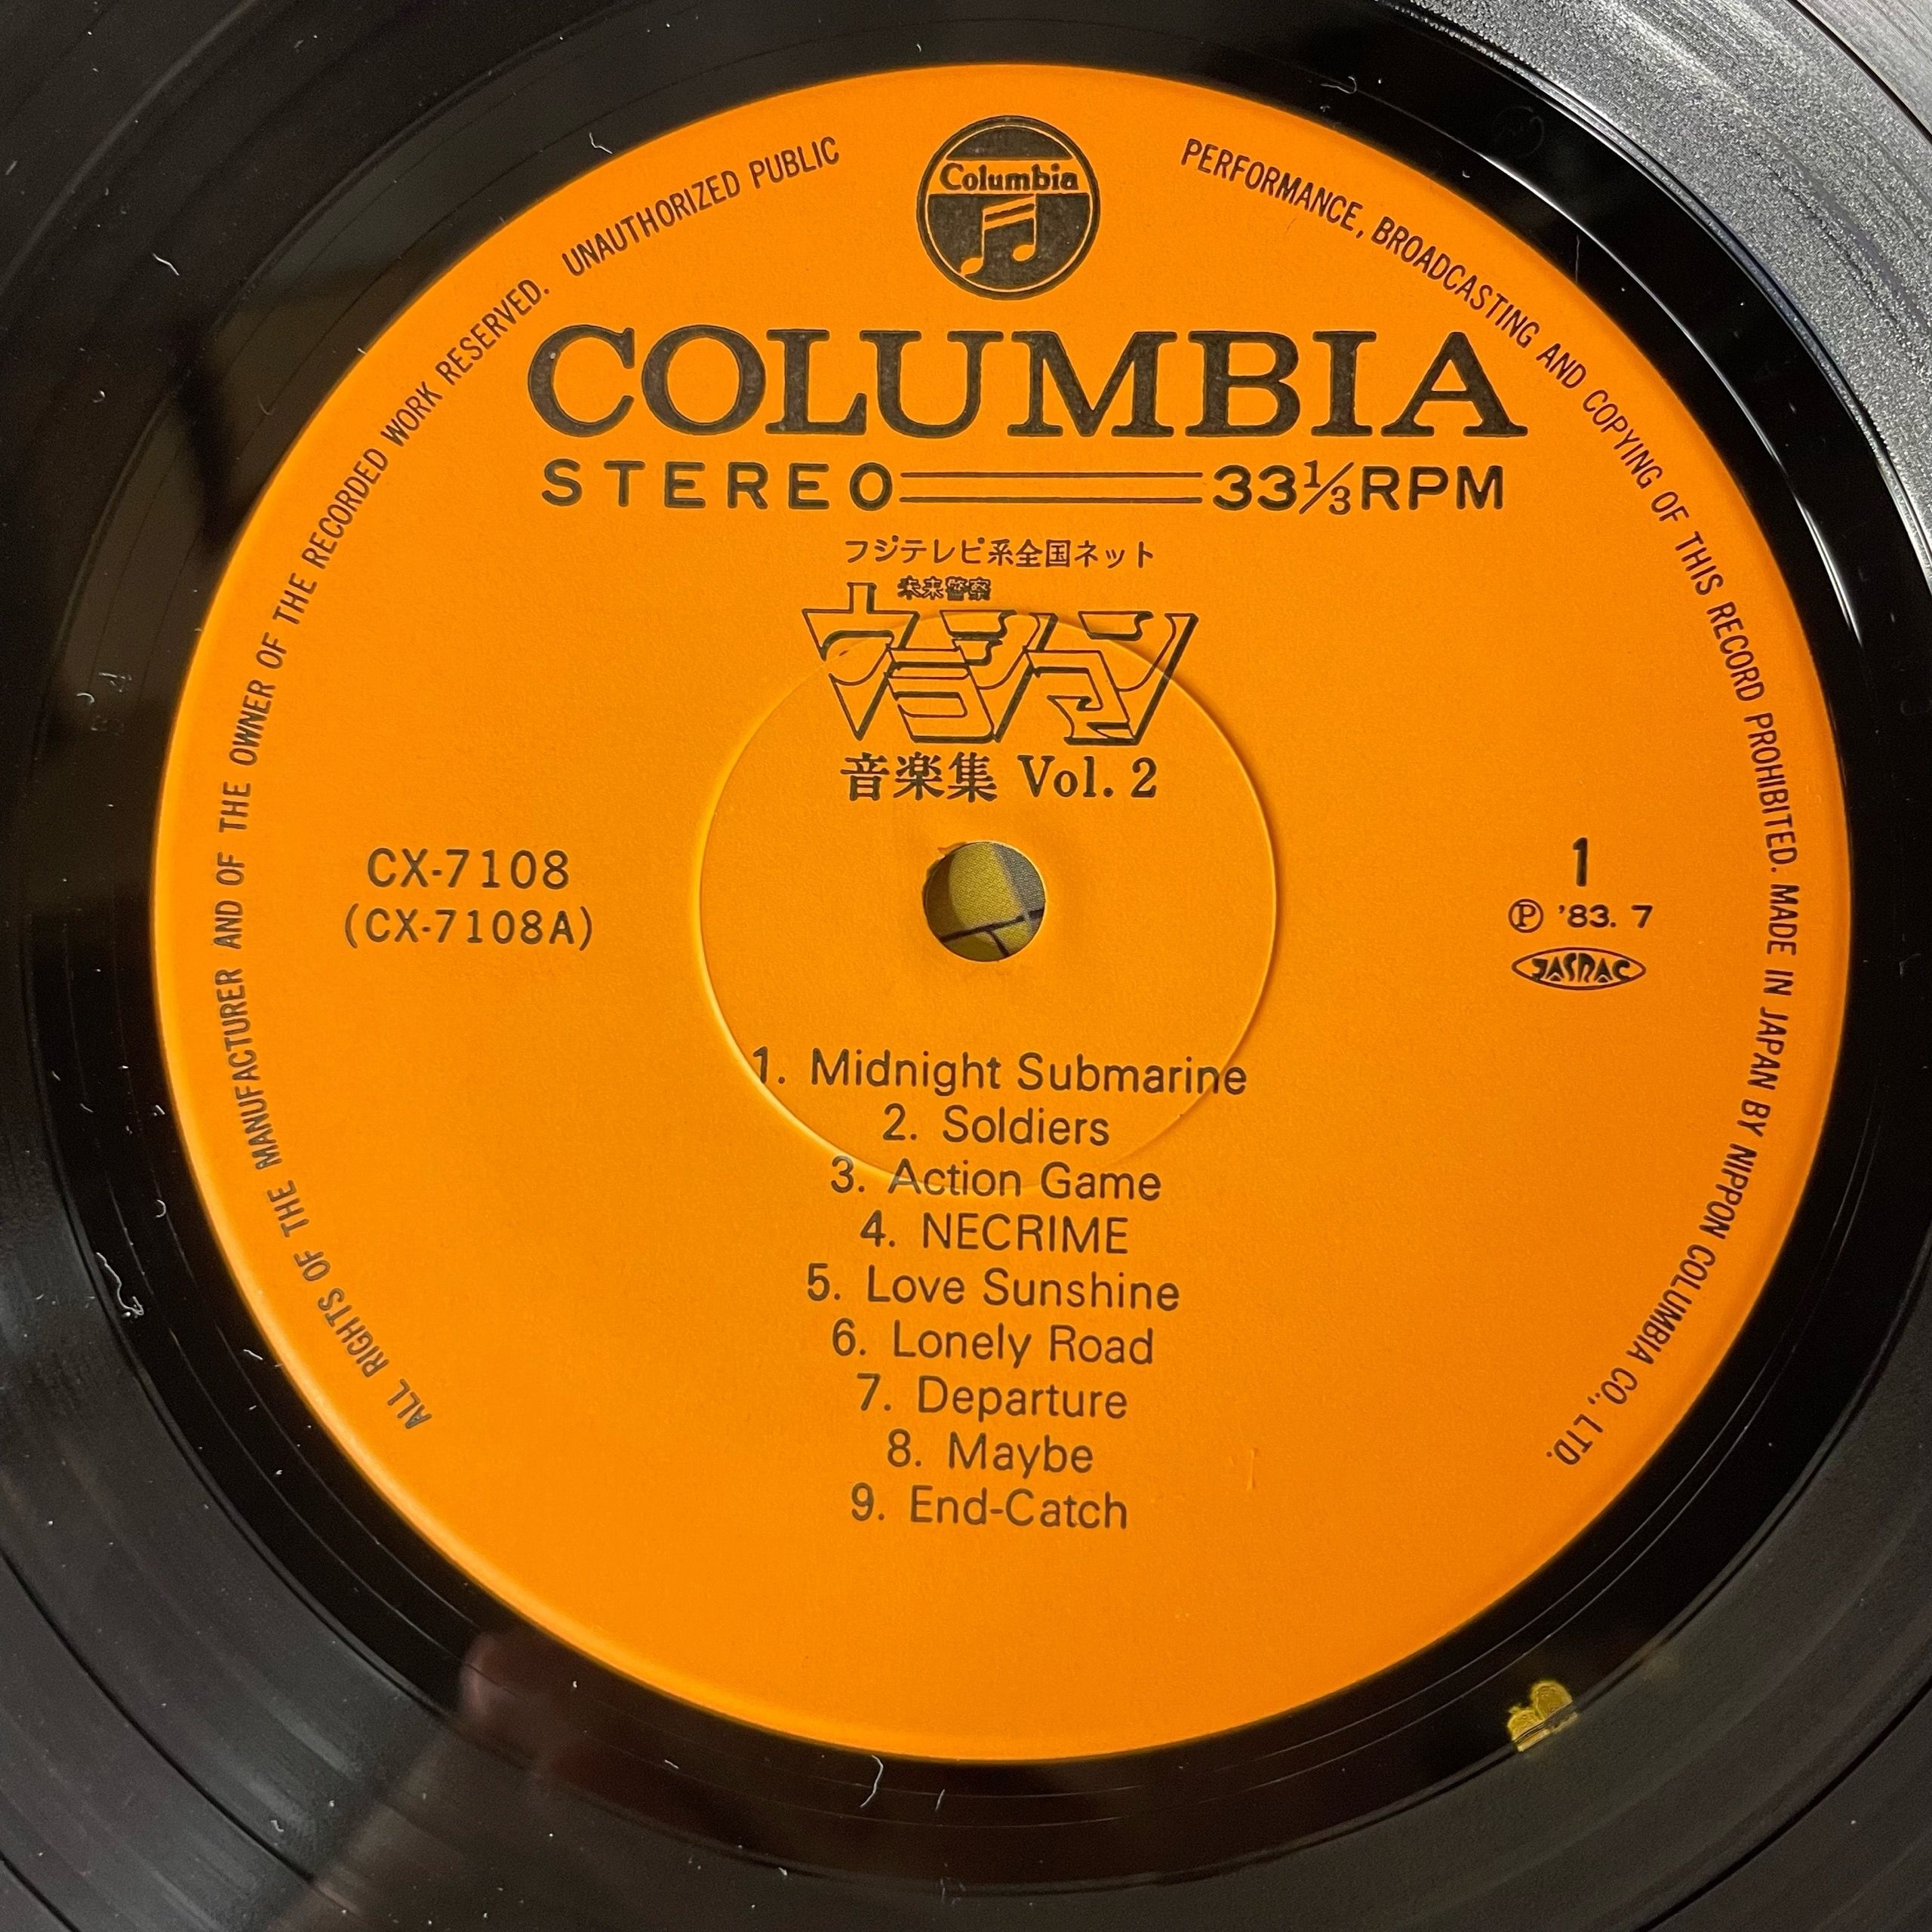 ALL RIGHTS OF THE MANUFACTURER AND OF THE OWNER OF THE RECORDED WORK RESERVED. UNAUTHORIZED PUBLIC PERFORMANCE, BROADCASTING AND COPYING OF THIS RECORD PROHIBITED. MADE IN JAPAN BY NIPPON COLUMBIA CO., LTD.
Columbia
COLUMBIA
STEREO 33⅓RPM
フジテレビ系全国ネット
未来警察
ウラシマン
音楽集 Vol. 2
CX-7108
(CX-7108A)
1
Ⓟ '83. 7
JASRAC
1. Midnight Submarine
2. Soldiers
3. Action Game
4. NECRIME
5. Love Sunshine
6. Lonely Road
7. Departure
8. Maybe
9. End-Catch